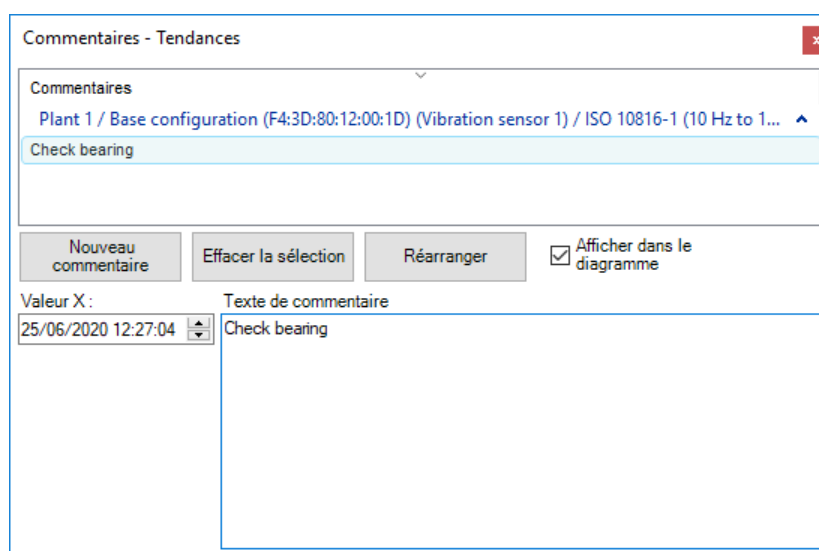 Commentaires - Tendances
Commentaires
Plant 1 / Base configuration (F4:3D:80:12:00:1D) (Vibration sensor 1) / ISO 10816-1 (10 Hz to 1...
Check bearing
Nouveau
commentaire
Effacer la sélection
Réarranger
Afficher dans le
diagramme
Valeur X :
Texte de commentaire
25/06/2020 12:27:04
Check bearing